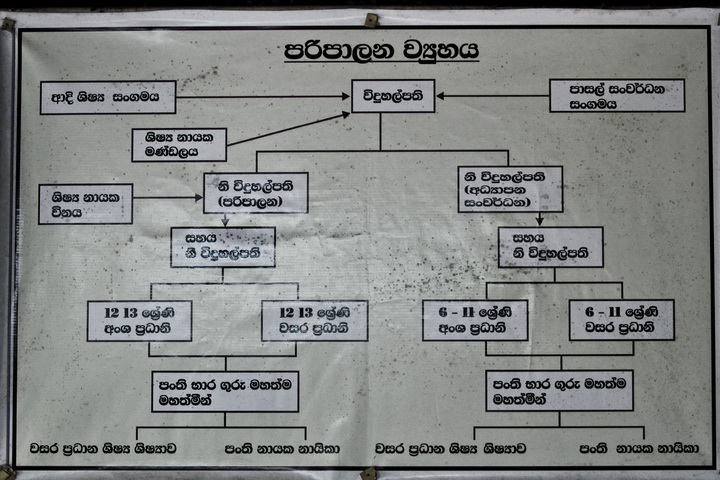 පරිපාලන ව්‍යුහය
ආදි ශිෂ්‍ය සංගමය
විදුහල්පති
පාසල් සංවර්ධන
සංගමය
ශිෂ්‍ය නායක
මණ්ඩලය
ශිෂ්‍ය නායක
විනය
නි විදුහල්පති
(පරිපාලන)
නි විදුහල්පති
(අධ්‍යාපන
සංවර්ධන)
සහය
නි විදුහල්පති
සහය
නි විදුහල්පති
12 13 ශ්‍රේණි
අංශ ප්‍රධානි
12 13 ශ්‍රේණි
වසර ප්‍රධානි
6 - 11 ශ්‍රේණි
අංශ ප්‍රධානි
6 - 11 ශ්‍රේණි
වසර ප්‍රධානි
පංති භාර ගුරු මහත්ම
මහත්මීන්
පංති භාර ගුරු මහත්ම
මහත්මීන්
වසර ප්‍රධාන ශිෂ්‍ය ශිෂ්‍යාව
පංති නායක නායිකා
වසර ප්‍රධාන ශිෂ්‍ය ශිෂ්‍යාව
පංති නායක නායිකා